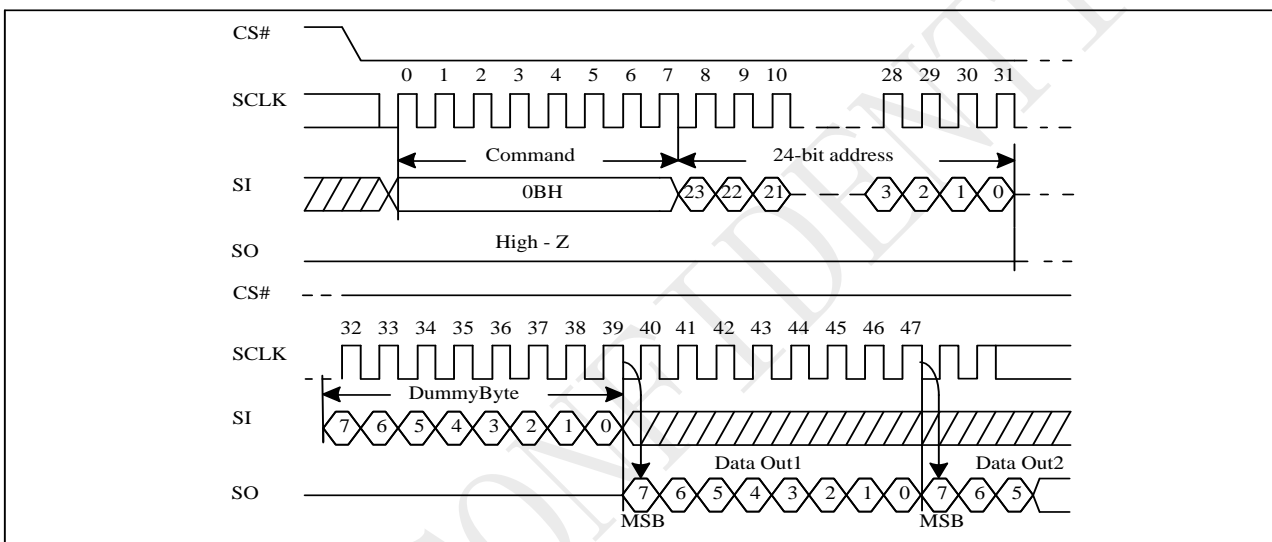 CS#
0 1 2 3 4 5 6 7 8 9 10 28 29 30 31
SCLK
Command 24-bit address
SI 0BH 23 22 21 3 2 1 0
High - Z
SO
CS#
32 33 34 35 36 37 38 39 40 41 42 43 44 45 46 47
SCLK
DummyByte
SI 7 6 5 4 3 2 1 0
Data Out1 Data Out2
SO 7 6 5 4 3 2 1 0 7 6 5
MSB MSB